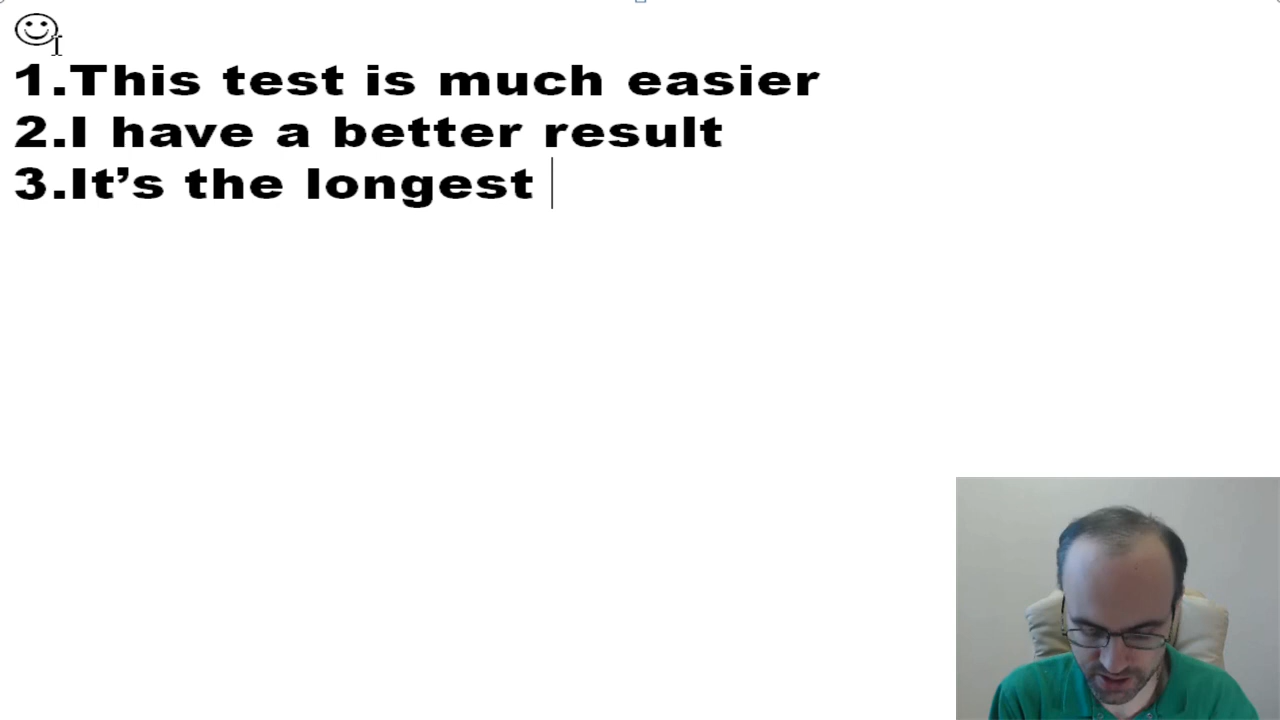 1.This test is much easier
2.I have a better result
3.It’s the longest